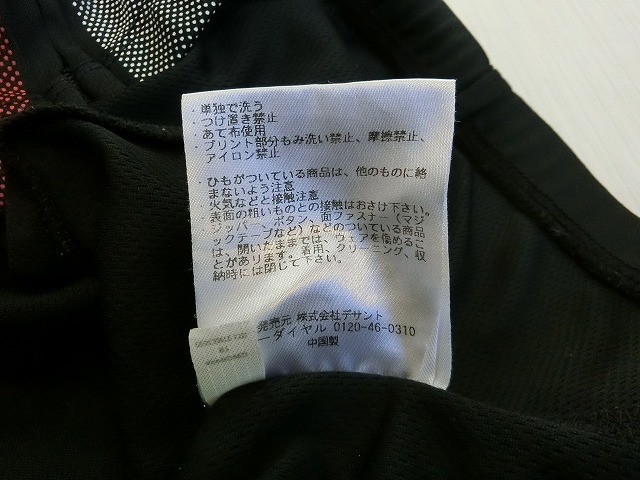 ・単独で洗う
・つけ置き禁止
・あて布使用
・プリント部分もみ洗い禁止、摩擦禁止、
アイロン禁止
・ひもがついている商品は、他のものに絡
まないよう注意
・火気などと接触注意
・表面の粗いものとの接触はおさけ下さい。
・ジッパー、ボタン、面ファスナー(マジ
ックテープなど)などのついている商品
は、開いたままでは、ウェアを傷めるこ
とがあります。着用、クリーニング、収
納時には閉じて下さい。
発売元 株式会社デサント
ーダイヤル 0120-46-0310
中国製